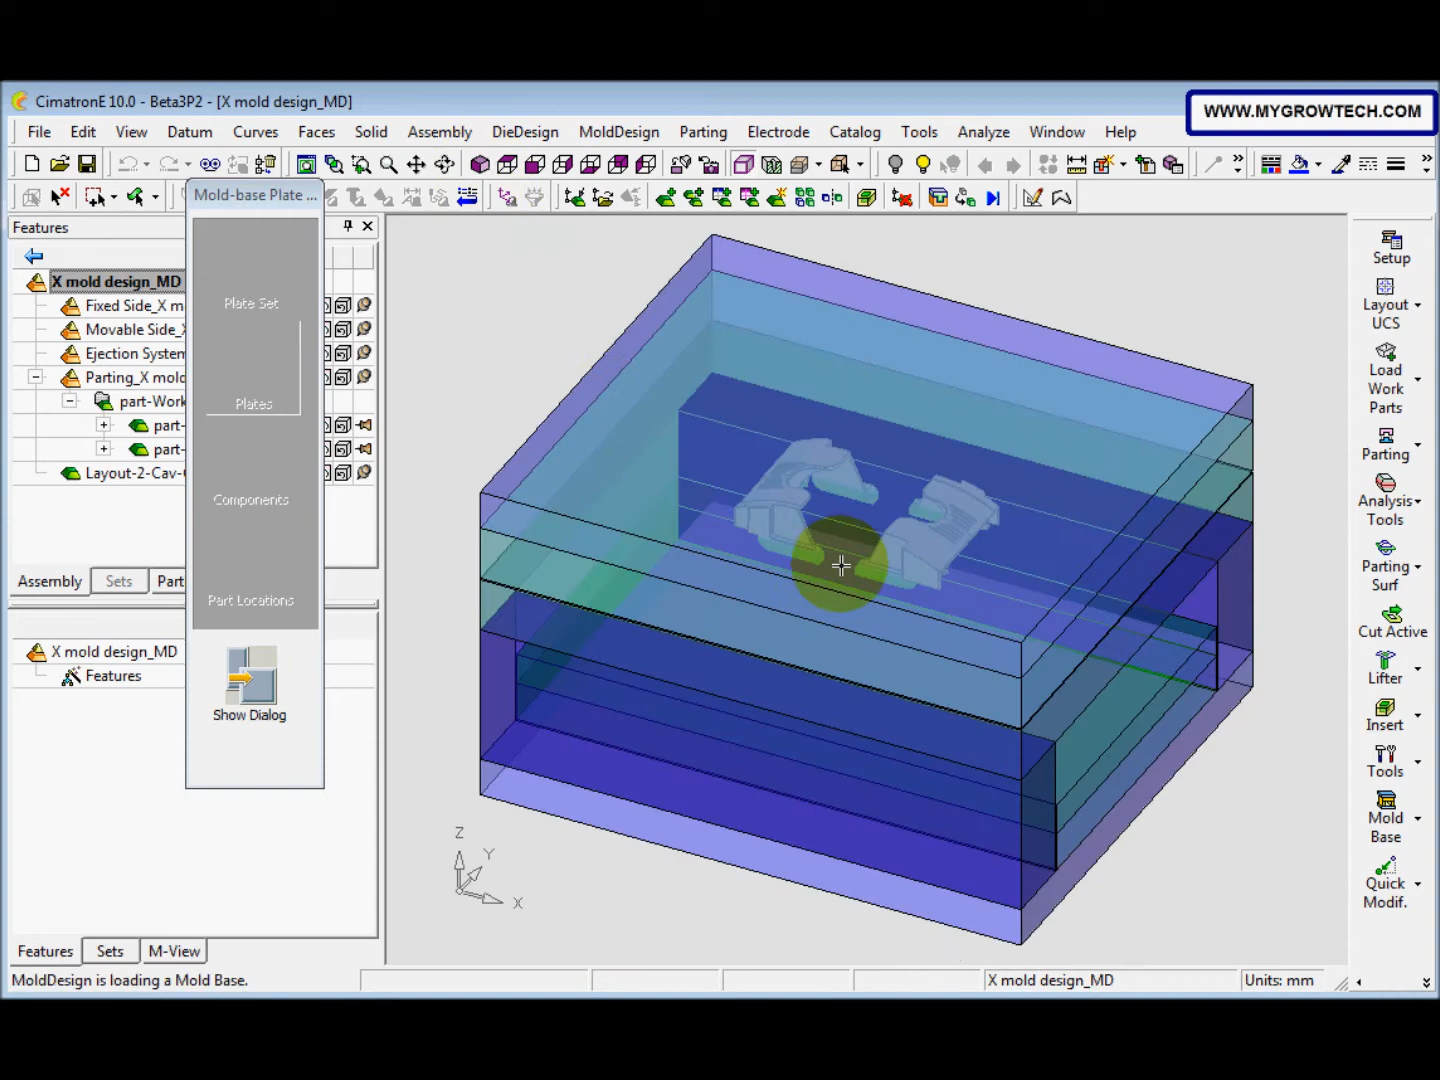 CimatronE 10.0 - Beta3P2 - [X mold design_MD]
WWW.MYGROWTECH.COM
File Edit View Datum Curves Faces Solid Assembly DieDesign MoldDesign Parting Electrode Catalog Tools Analyze Window Help
Mold-base Plate ...
Features
X mold design_MD
Fixed Side_X m
Movable Side_X
Ejection System
Parting_X mold
part-Work
part-
part-
Layout-2-Cav-
Assembly Sets Part
Plate Set
Plates
Components
Part Locations
Show Dialog
X mold design_MD
Features
Features Sets M-View
Z
Y
X
Setup
Layout
UCS
Load
Work
Parts
Parting
Analysis
Tools
Parting
Surf
Cut Active
Lifter
Insert
Tools
Mold
Base
Quick
Modif.
MoldDesign is loading a Mold Base.
X mold design_MD
Units: mm